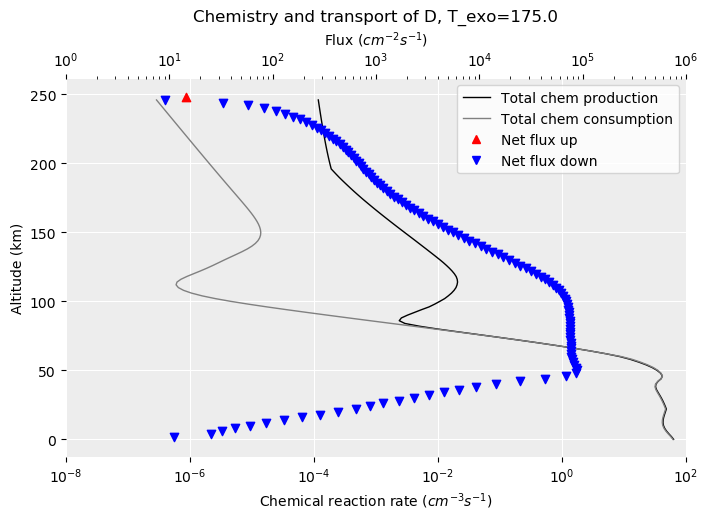 Chemistry and transport of D, T_exo=175.0
Flux (cm⁻²s⁻¹)
10⁰ 10¹ 10² 10³ 10⁴ 10⁵ 10⁶
Total chem production
Total chem consumption
Net flux up
Net flux down
Altitude (km)
250
200
150
100
50
0
10⁻⁸ 10⁻⁶ 10⁻⁴ 10⁻² 10⁰ 10²
Chemical reaction rate (cm⁻³s⁻¹)